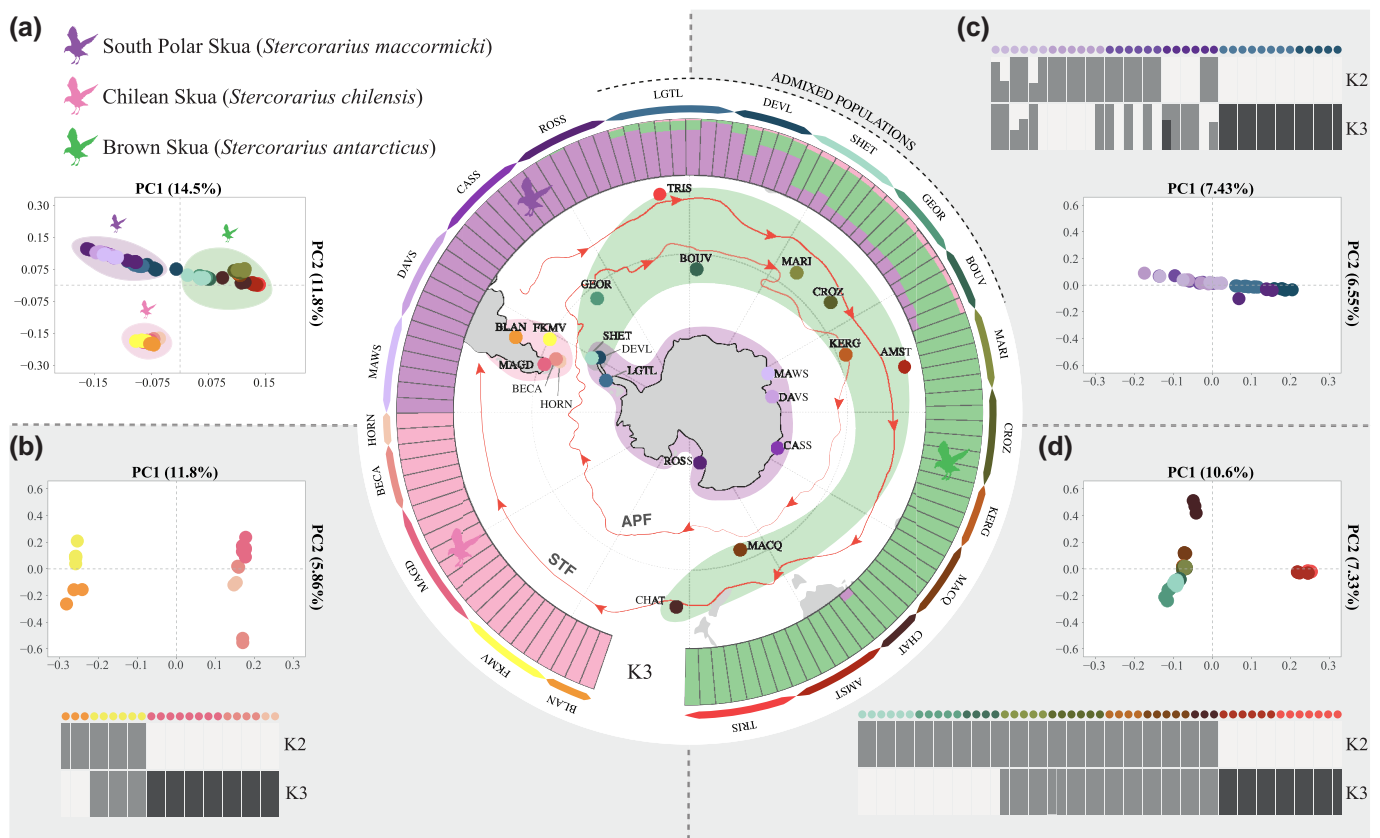 (a)
South Polar Skua (Stercorarius maccormicki)
Chilean Skua (Stercorarius chilensis)
Brown Skua (Stercorarius antarcticus)
PC1 (14.5%)
PC2 (11.8%)
0.30
0.15
0.075
-0.075
-0.15
-0.30
-0.15
-0.075
0.075
0.15
(b)
PC1 (11.8%)
PC2 (5.86%)
0.6
0.4
0.2
0.0
−0.2
−0.4
−0.6
−0.3
−0.2
−0.1
0.0
0.1
0.2
0.3
K2
K3
ADMIXED POPULATIONS
HORN
MAWS
DAVS
CASS
ROSS
LGTL
DEVL
SHET
GEOR
BOUV
MARI
CROZ
KERG
MACQ
CHAT
AMST
TRIS
K3
BLAN
FKMV
MAGD
BECA
TRIS
BOUV
MARI
GEOR
CROZ
BLAN
FKMV
SHET
DEVL
LGTL
MAGD
BECA
HORN
KERG
AMST
MAWS
DAVS
CASS
ROSS
APF
STF
MACQ
CHAT
(c)
K2
K3
PC1 (7.43%)
PC2 (6.55%)
0.6
0.4
0.2
0.0
−0.2
−0.4
−0.6
−0.3
−0.2
−0.1
0.0
0.1
0.2
0.3
(d)
PC1 (10.6%)
PC2 (7.33%)
0.6
0.4
0.2
0.0
−0.2
−0.4
−0.6
−0.3
−0.2
−0.1
0.0
0.1
0.2
0.3
K2
K3